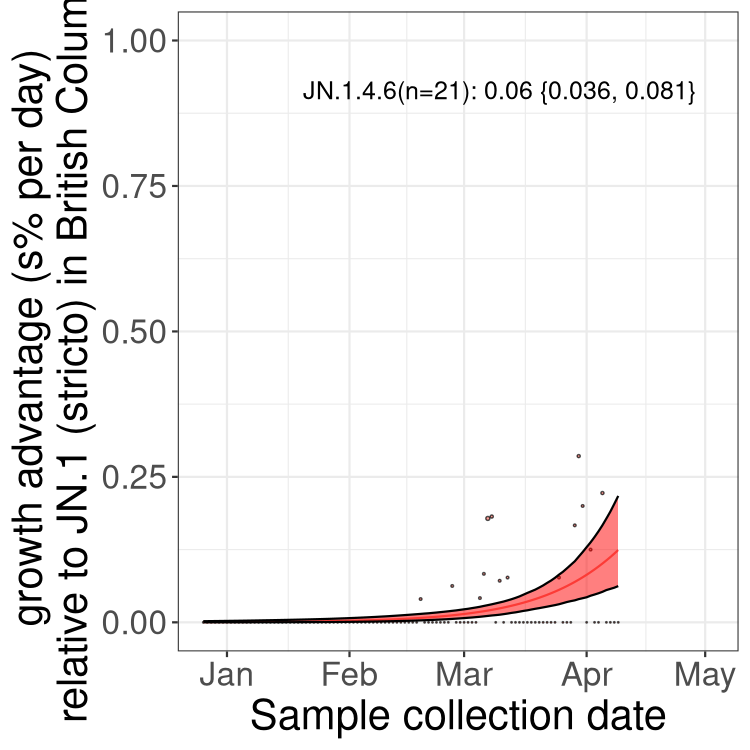 growth advantage (s% per day)
relative to JN.1 (stricto) in British Colum
1.00
0.75
0.50
0.25
0.00
JN.1.4.6(n=21): 0.06 {0.036, 0.081}
Jan Feb Mar Apr May
Sample collection date